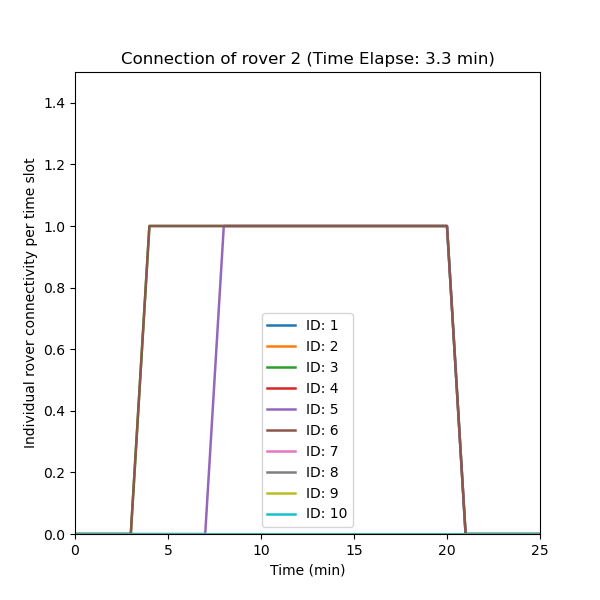 Connection of rover 2 (Time Elapse: 3.3 min)
Individual rover connectivity per time slot
1.4
1.2
1.0
0.8
0.6
0.4
0.2
0.0
ID: 1
ID: 2
ID: 3
ID: 4
ID: 5
ID: 6
ID: 7
ID: 8
ID: 9
ID: 10
0 5 10 15 20 25
Time (min)